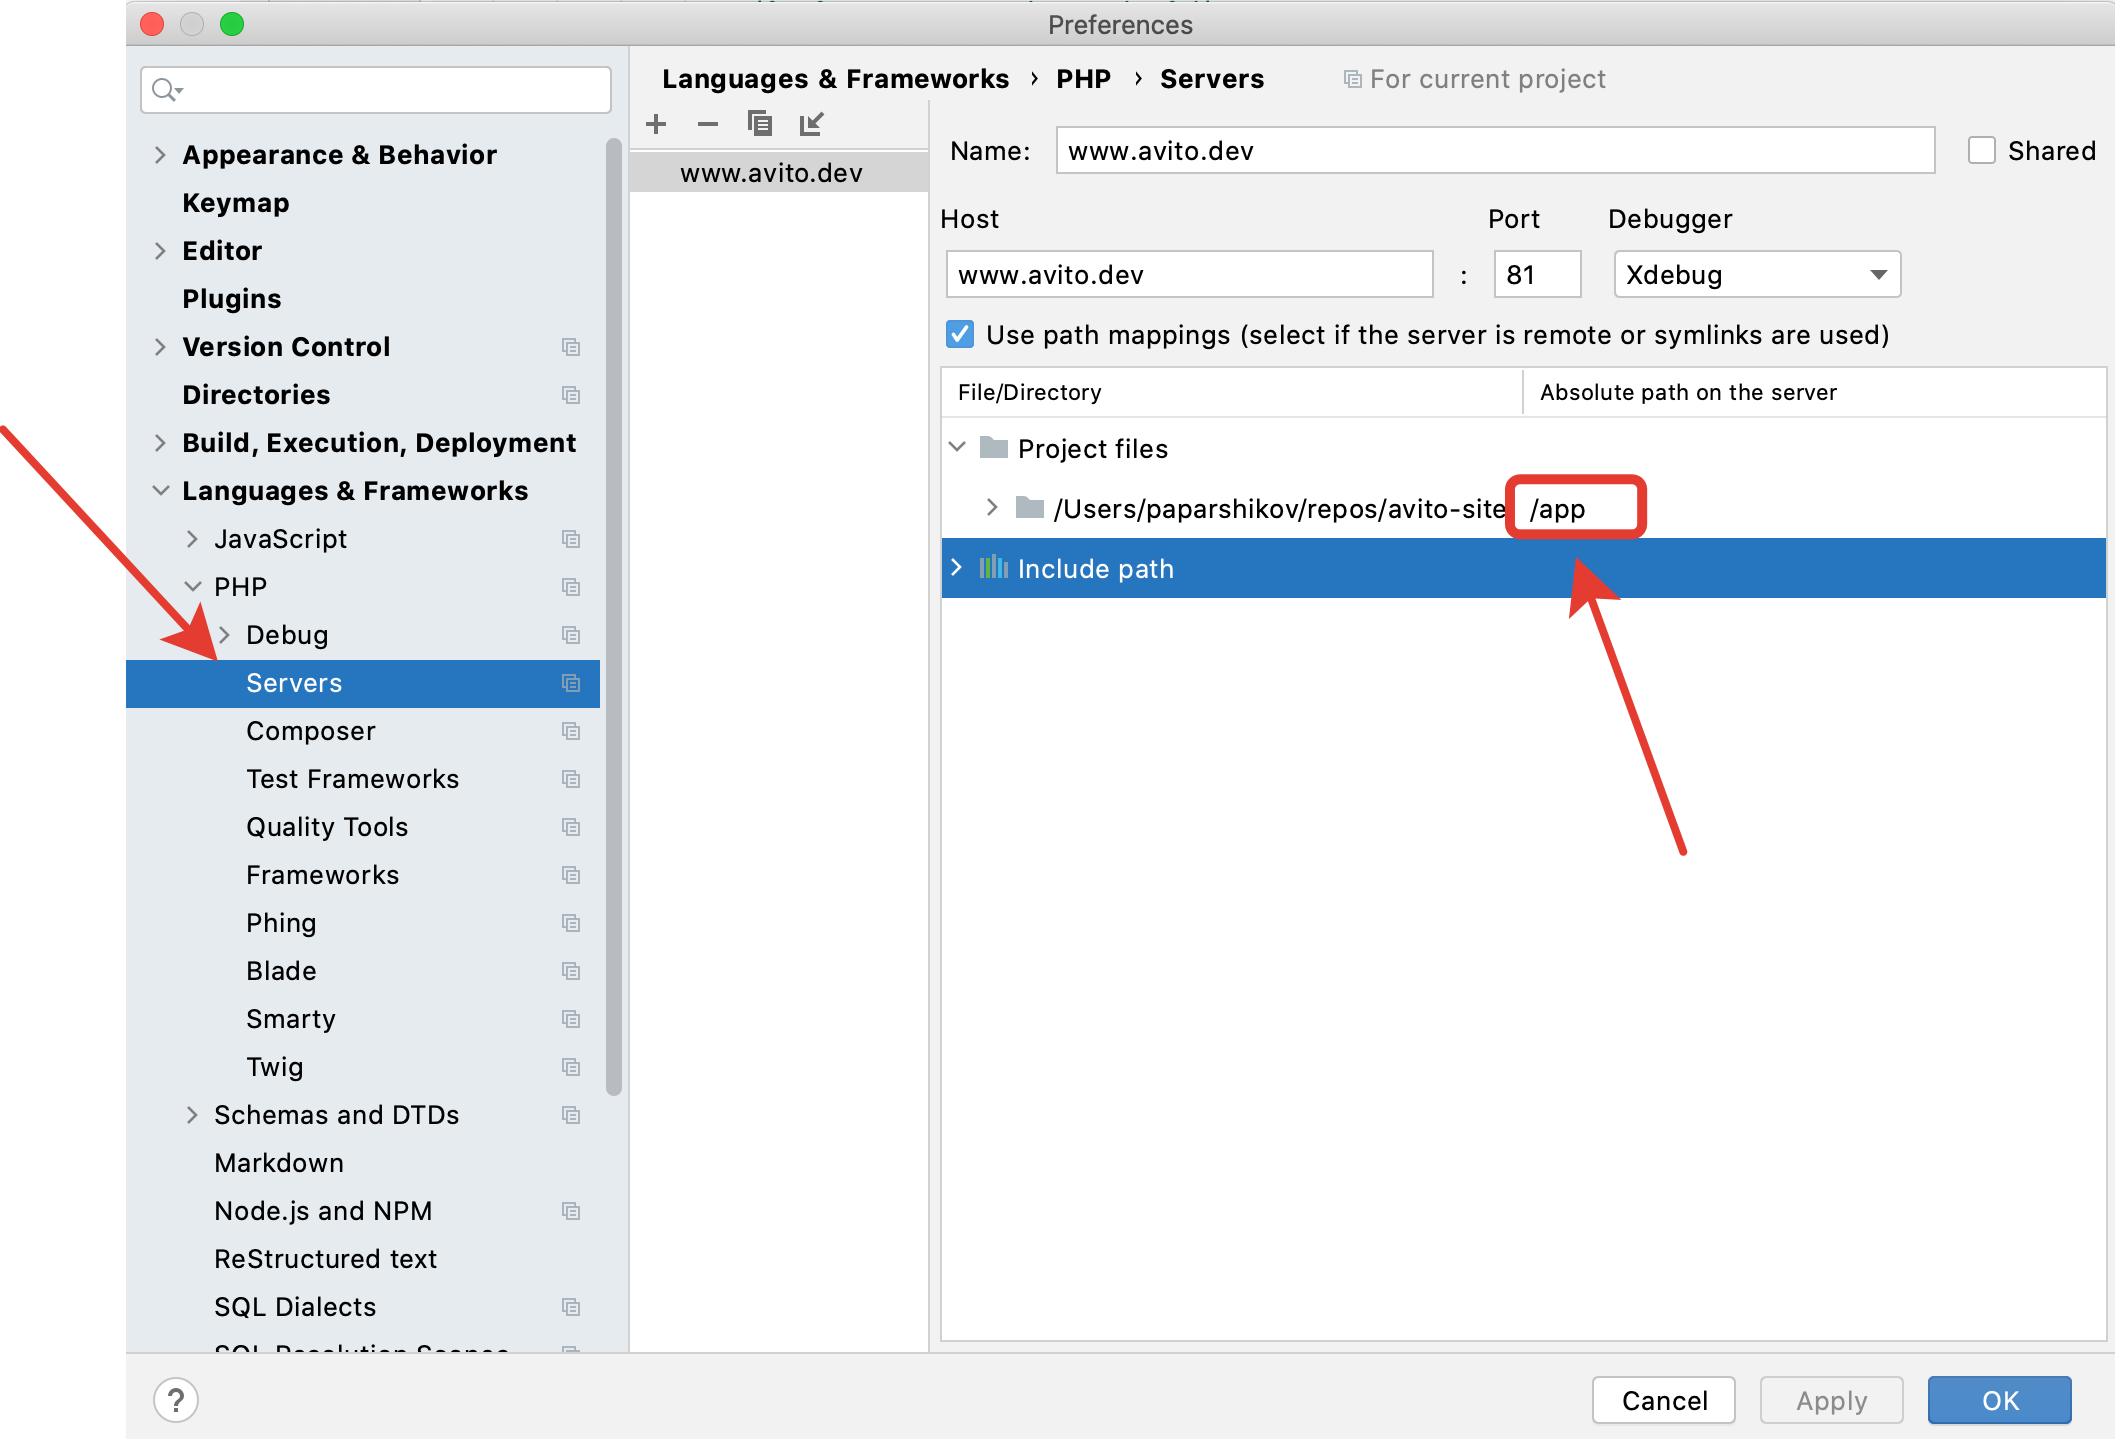 Preferences
Languages & Frameworks › PHP › Servers For current project
Appearance & Behavior
Keymap
Editor
Plugins
Version Control
Directories
Build, Execution, Deployment
Languages & Frameworks
JavaScript
PHP
Debug
Servers
Composer
Test Frameworks
Quality Tools
Frameworks
Phing
Blade
Smarty
Twig
Schemas and DTDs
Markdown
Node.js and NPM
ReStructured text
SQL Dialects
SQL Resolution Scopes
www.avito.dev
Name: www.avito.dev Shared
Host Port Debugger
www.avito.dev : 81 Xdebug
Use path mappings (select if the server is remote or symlinks are used)
File/Directory Absolute path on the server
Project files
/Users/paparshikov/repos/avito-site /app
Include path
? Cancel Apply OK